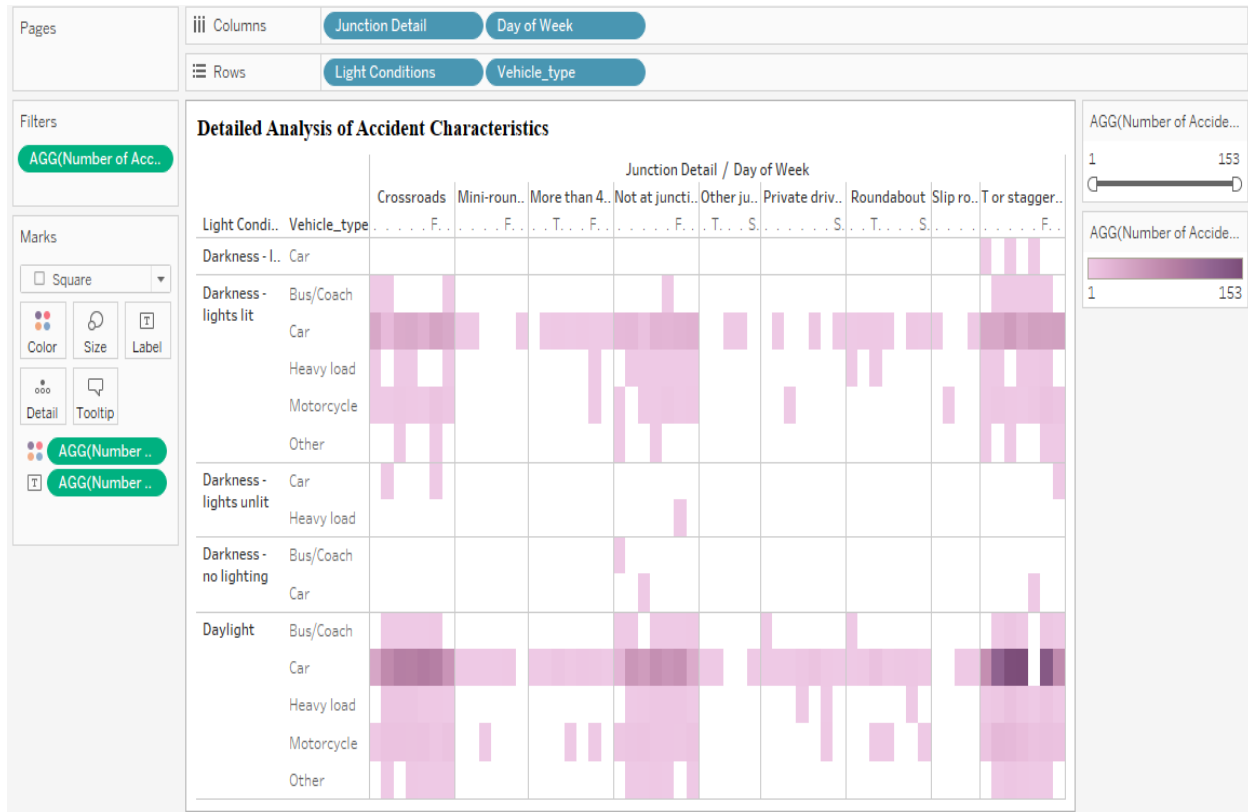 Pages
Columns
Junction Detail
Day of Week
Rows
Light Conditions
Vehicle_type
Filters
AGG(Number of Acc..
Marks
Square
Color
Size
Label
Detail
Tooltip
AGG(Number ..
T AGG(Number ..
Detailed Analysis of Accident Characteristics
Junction Detail / Day of Week
Crossroads Mini-roun.. More than 4.. Not at juncti.. Other ju.. Private driv.. Roundabout Slip ro.. T or stagger..
Light Condi.. Vehicle_type . . . . . F. . . . . . . F. . . T. . . F. . . . . . . F. . . T. . . S. . . . . . . S. . . T. . . S. . . . . . . . . . F. .
Darkness - l.. Car
Darkness - lights lit Bus/Coach
Car
Heavy load
Motorcycle
Other
Darkness - lights unlit Car
Heavy load
Darkness - no lighting Bus/Coach
Car
Daylight Bus/Coach
Car
Heavy load
Motorcycle
Other
AGG(Number of Accide...
1 153
AGG(Number of Accide...
1 153